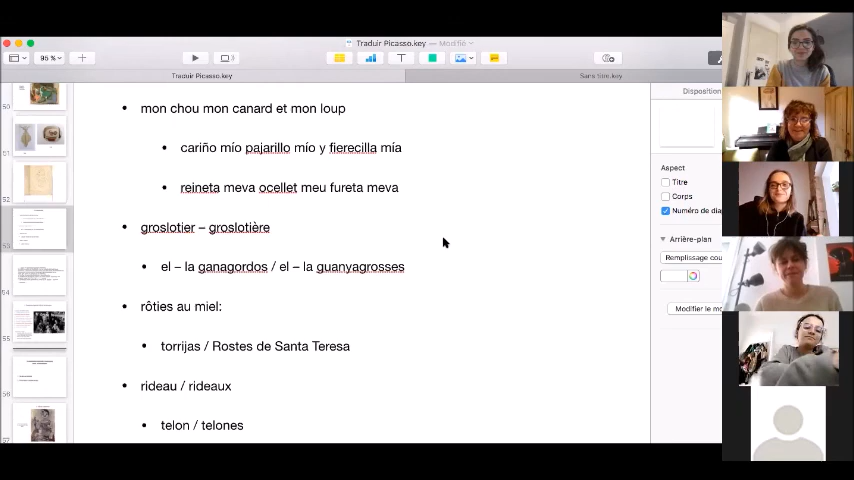 Traduir Picasso.key — Modifié
95 %
Traduir Picasso.key
Sans titre.key
50
51
52
53
54
55
56
57
• mon chou mon canard et mon loup
• cariño mío pajarillo mío y fierecilla mía
• reineta meva ocellet meu fureta meva
• groslotier – groslotière
• el – la ganagordos / el – la guanyagrosses
• rôties au miel:
• torrijas / Rostes de Santa Teresa
• rideau / rideaux
• telon / telones
Disposition
Aspect
Titre
Corps
Numéro de dia
Arrière-plan
Remplissage cou
Modifier le mo